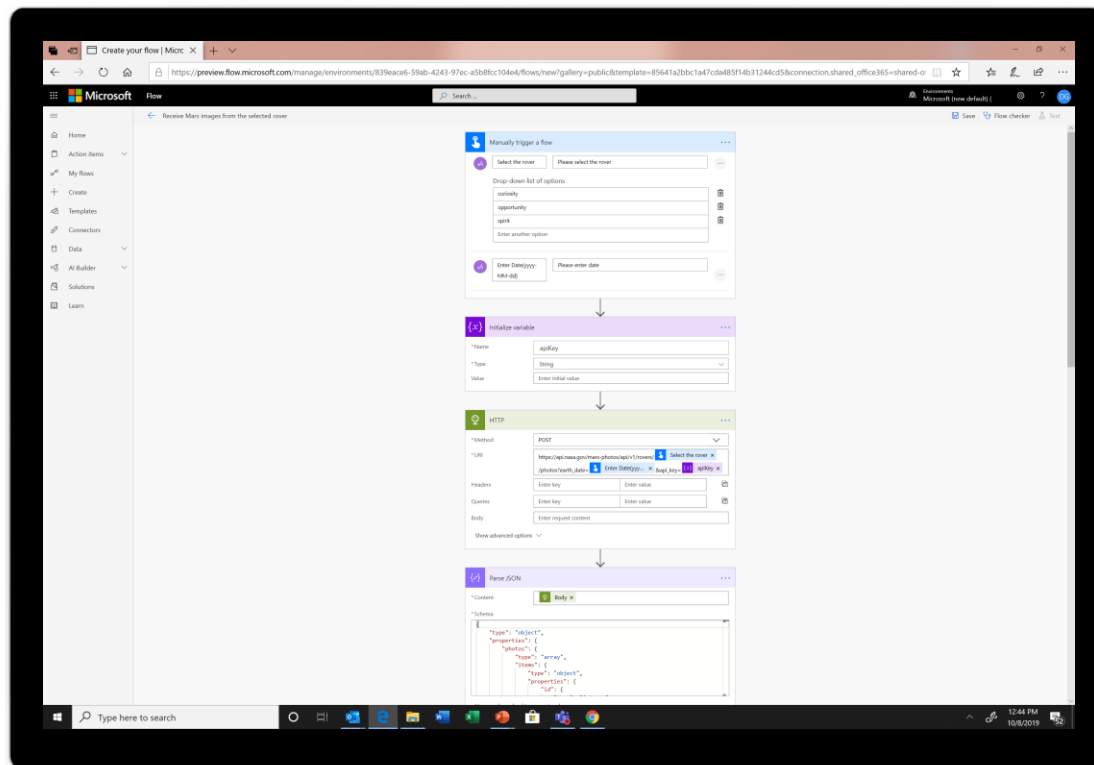 Create your flow | Micrc
https://preview.flow.microsoft.com/manage/environments/839eace6-59ab-4243-97ec-a5b8fcc104e4/flows/new?gallery=public&template=85641a2bbc1a47cda485f14b31244cd5&connection.shared_office365=shared-o
Microsoft Flow
Search ...
Environments
Microsoft (new default) (
?
DG
Receive Mars images from the selected rover
Save Flow checker Test
Home
Action items
My flows
Create
Templates
Connectors
Data
AI Builder
Solutions
Learn
Manually trigger a flow
Select the rover Please select the rover
Drop-down list of options
curiosity
opportunity
spirit
Enter another option
Enter Date(yyyy-
MM-dd) Please enter date
{x} Initialize variable
*Name apiKey
*Type String
Value Enter initial value
HTTP
*Method POST
*URI https://api.nasa.gov/mars-photos/api/v1/rovers/ Select the rover ×
/photos?earth_date= Enter Date(yyy... × &api_key= {x} apiKey ×
Headers Enter key Enter value
Queries Enter key Enter value
Body Enter request content
Show advanced options
Parse JSON
*Content Body ×
*Schema
{
"type": "object",
"properties": {
"photos": {
"type": "array",
"items": {
"type": "object",
"properties": {
"id": {
Type here to search
12:44 PM
10/8/2019
52